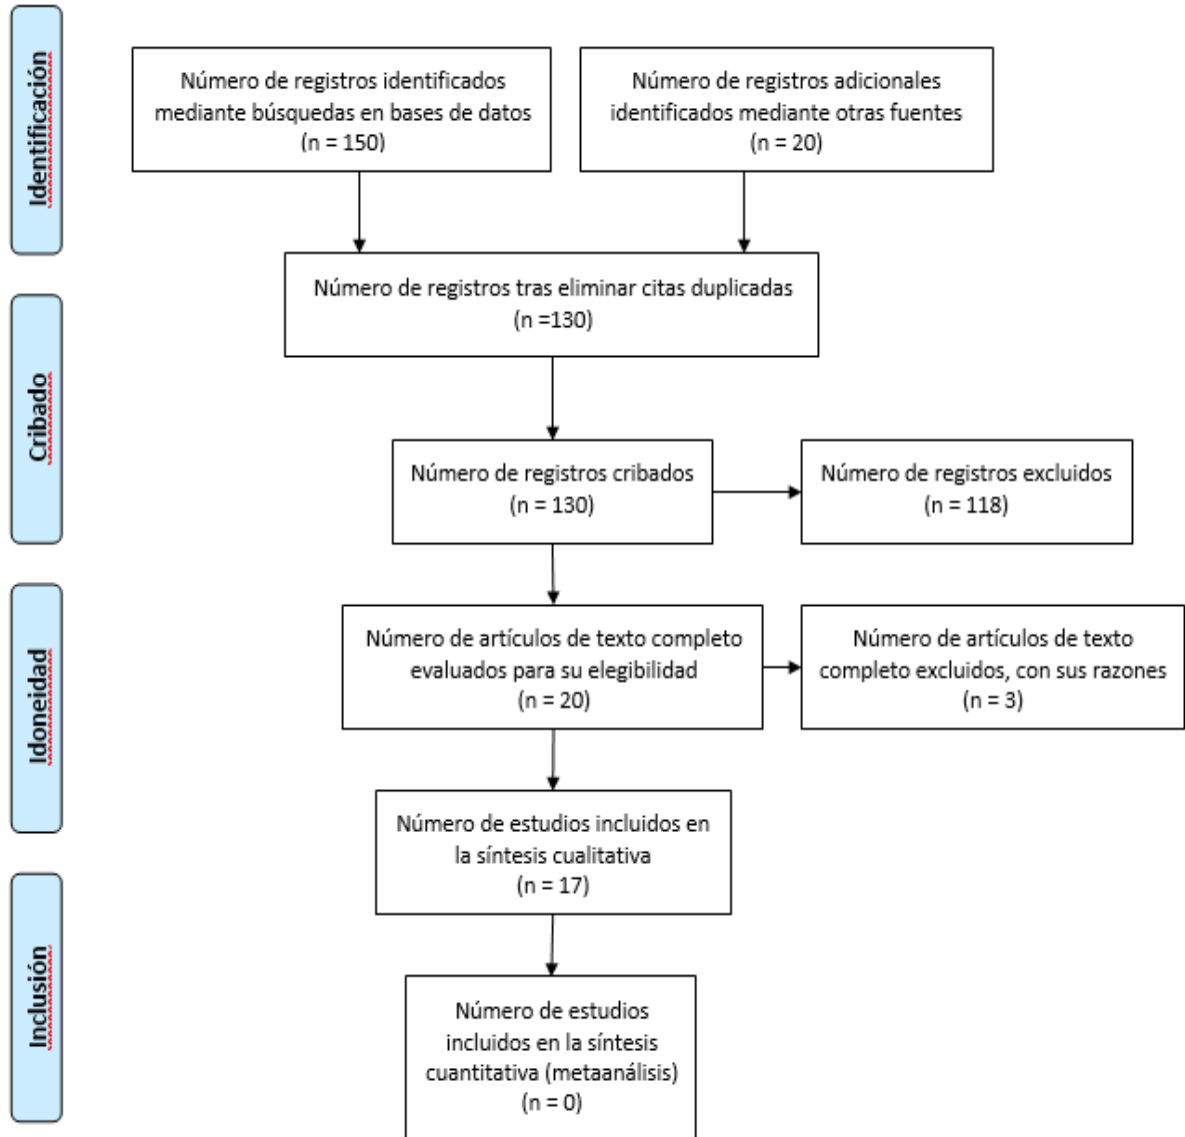 Identificación
Número de registros identificados
mediante búsquedas en bases de datos
(n = 150)
Número de registros adicionales
identificados mediante otras fuentes
(n = 20)
Número de registros tras eliminar citas duplicadas
(n =130)
Cribado
Número de registros cribados
(n = 130)
Número de registros excluidos
(n = 118)
Idoneidad
Número de artículos de texto completo
evaluados para su elegibilidad
(n = 20)
Número de artículos de texto
completo excluidos, con sus razones
(n = 3)
Número de estudios incluidos en
la síntesis cualitativa
(n = 17)
Inclusión
Número de estudios
incluidos en la síntesis
cuantitativa (metaanálisis)
(n = 0)